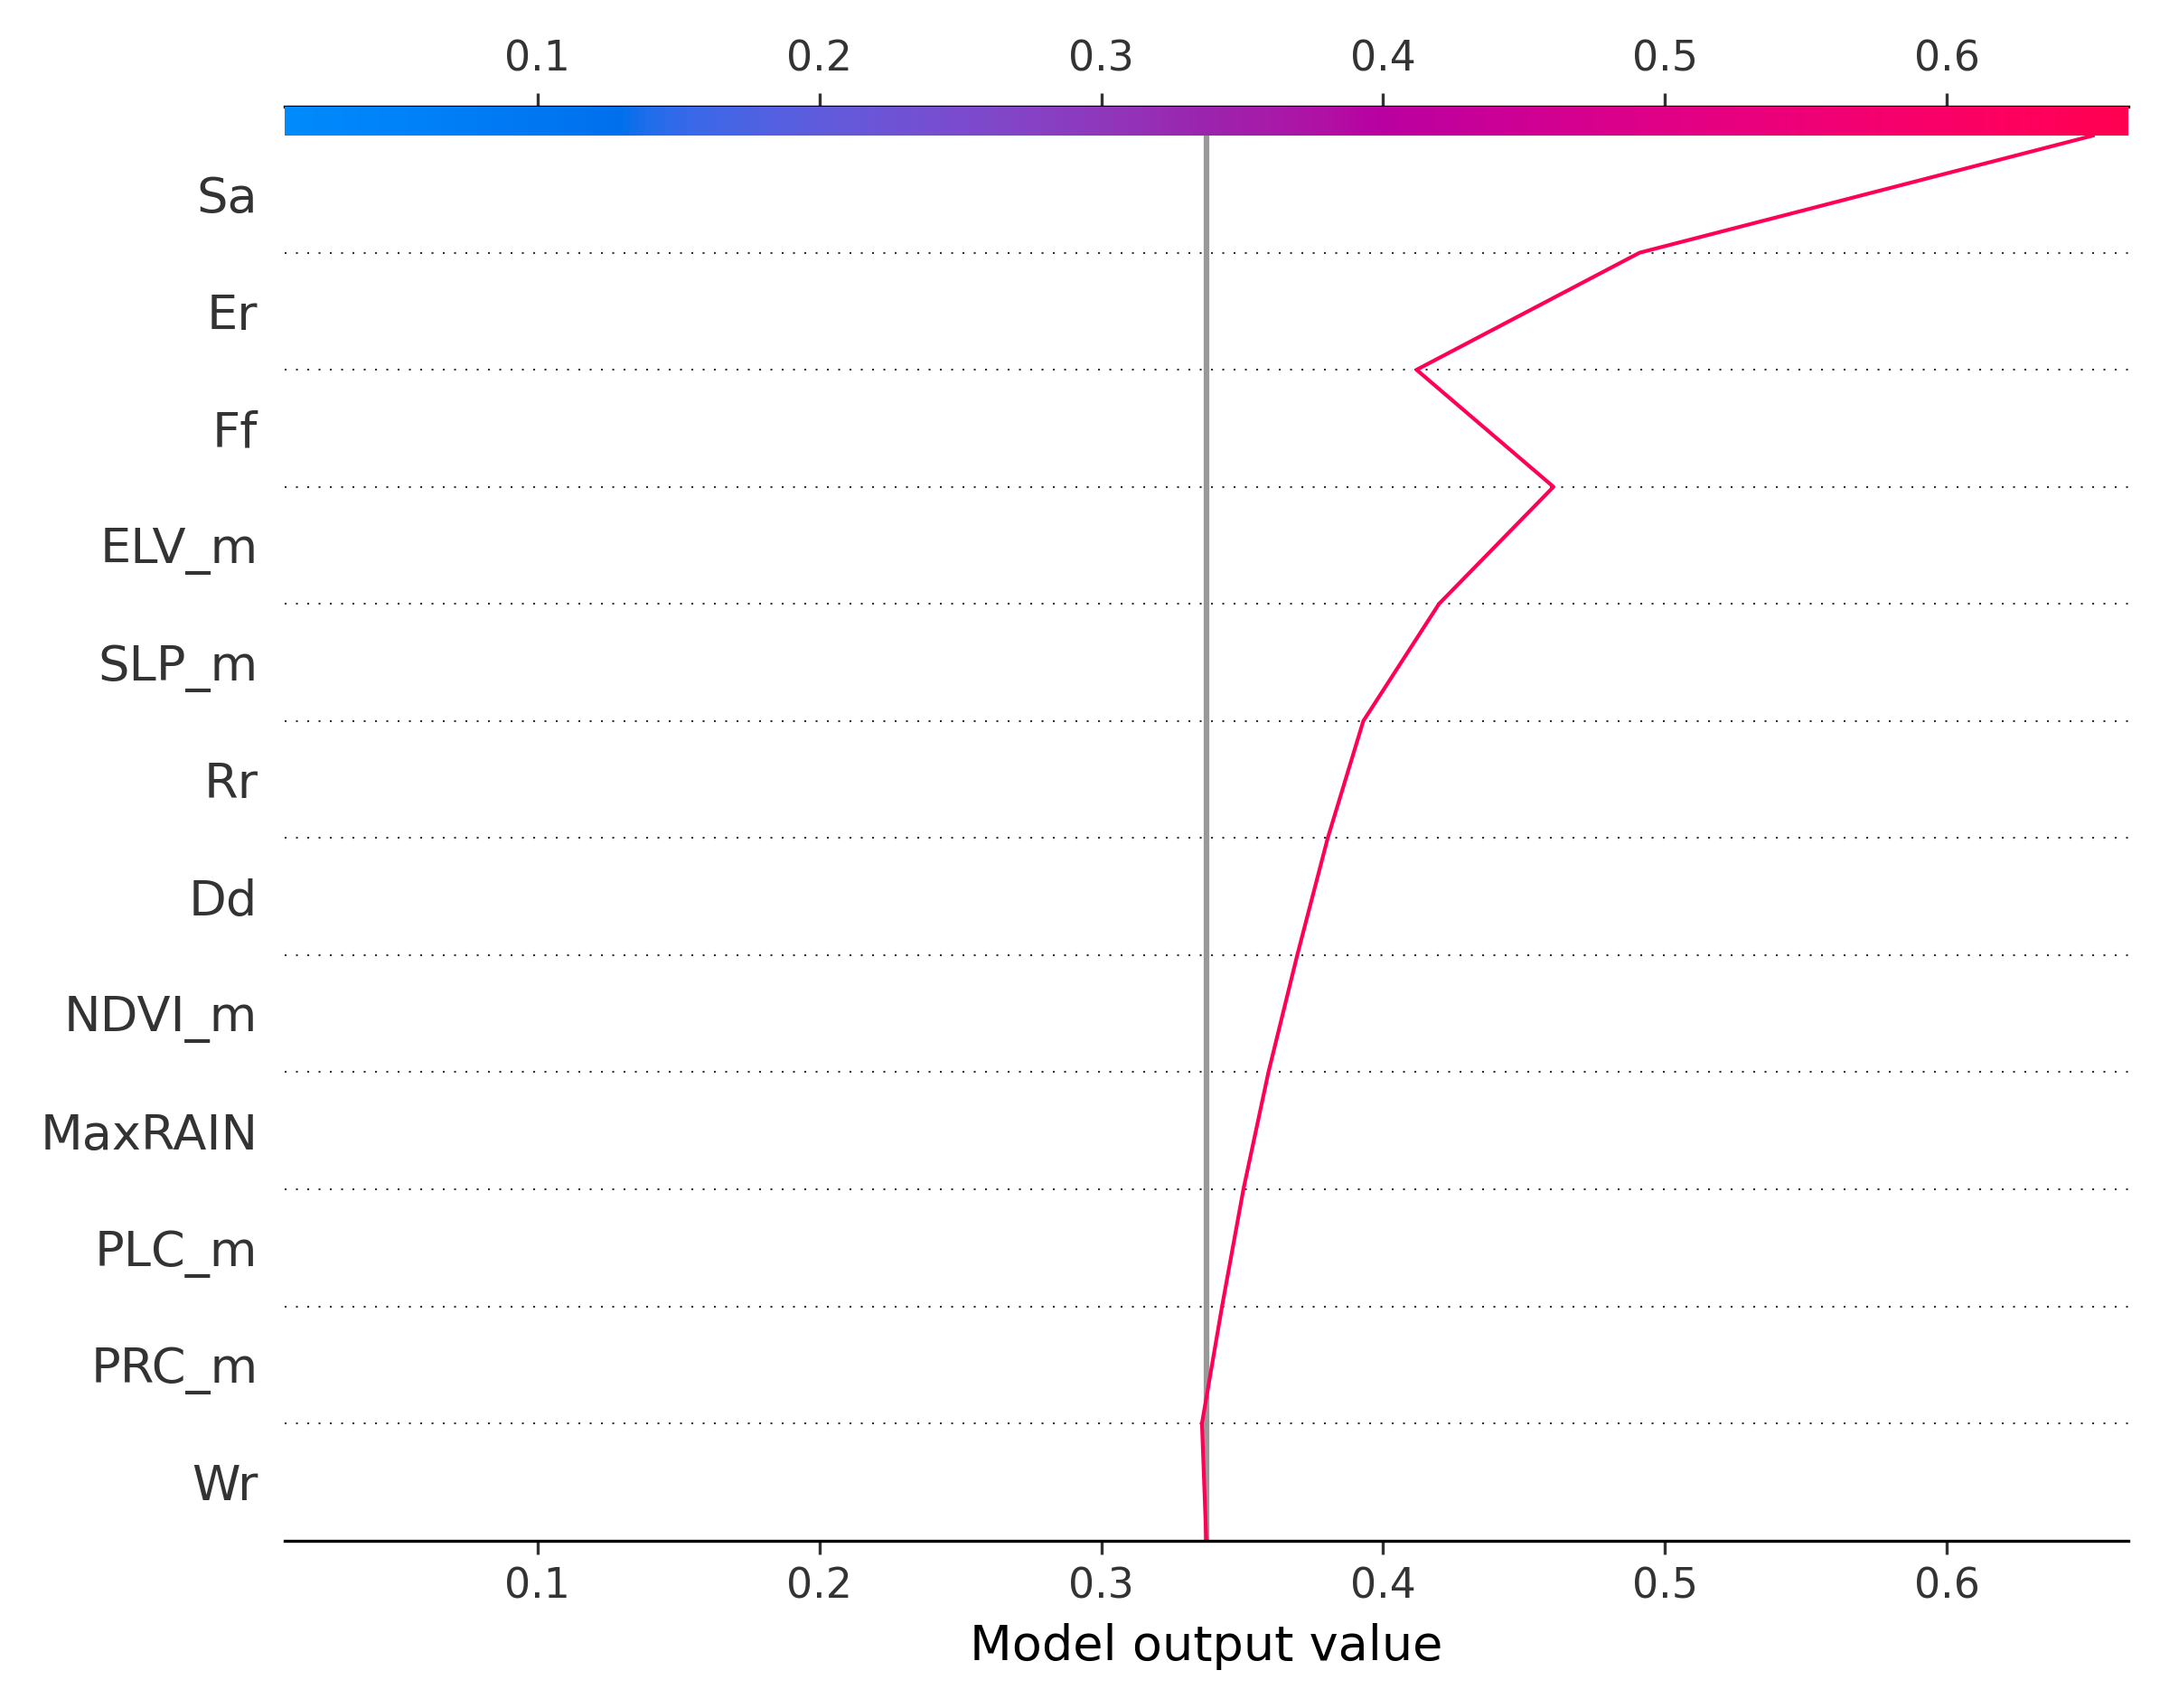 0.1 0.2 0.3 0.4 0.5 0.6
Sa
Er
Ff
ELV_m
SLP_m
Rr
Dd
NDVI_m
MaxRAIN
PLC_m
PRC_m
Wr
0.1 0.2 0.3 0.4 0.5 0.6
Model output value